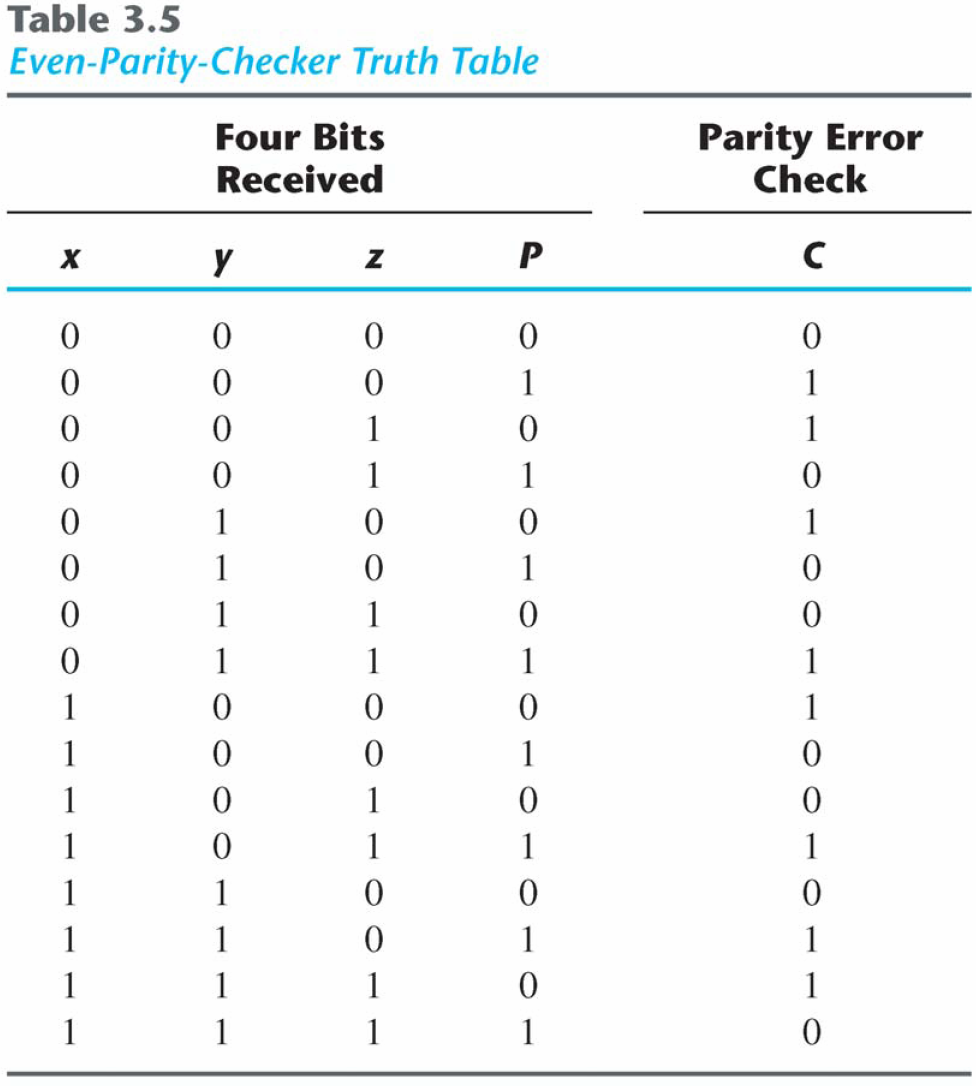 Table 3.5
Even-Parity-Checker Truth Table
Four Bits Received
Parity Error Check
x y z P C
0 0 0 0 0
0 0 0 1 1
0 0 1 0 1
0 0 1 1 0
0 1 0 0 1
0 1 0 1 0
0 1 1 0 0
0 1 1 1 1
1 0 0 0 1
1 0 0 1 0
1 0 1 0 0
1 0 1 1 1
1 1 0 0 0
1 1 0 1 1
1 1 1 0 1
1 1 1 1 0